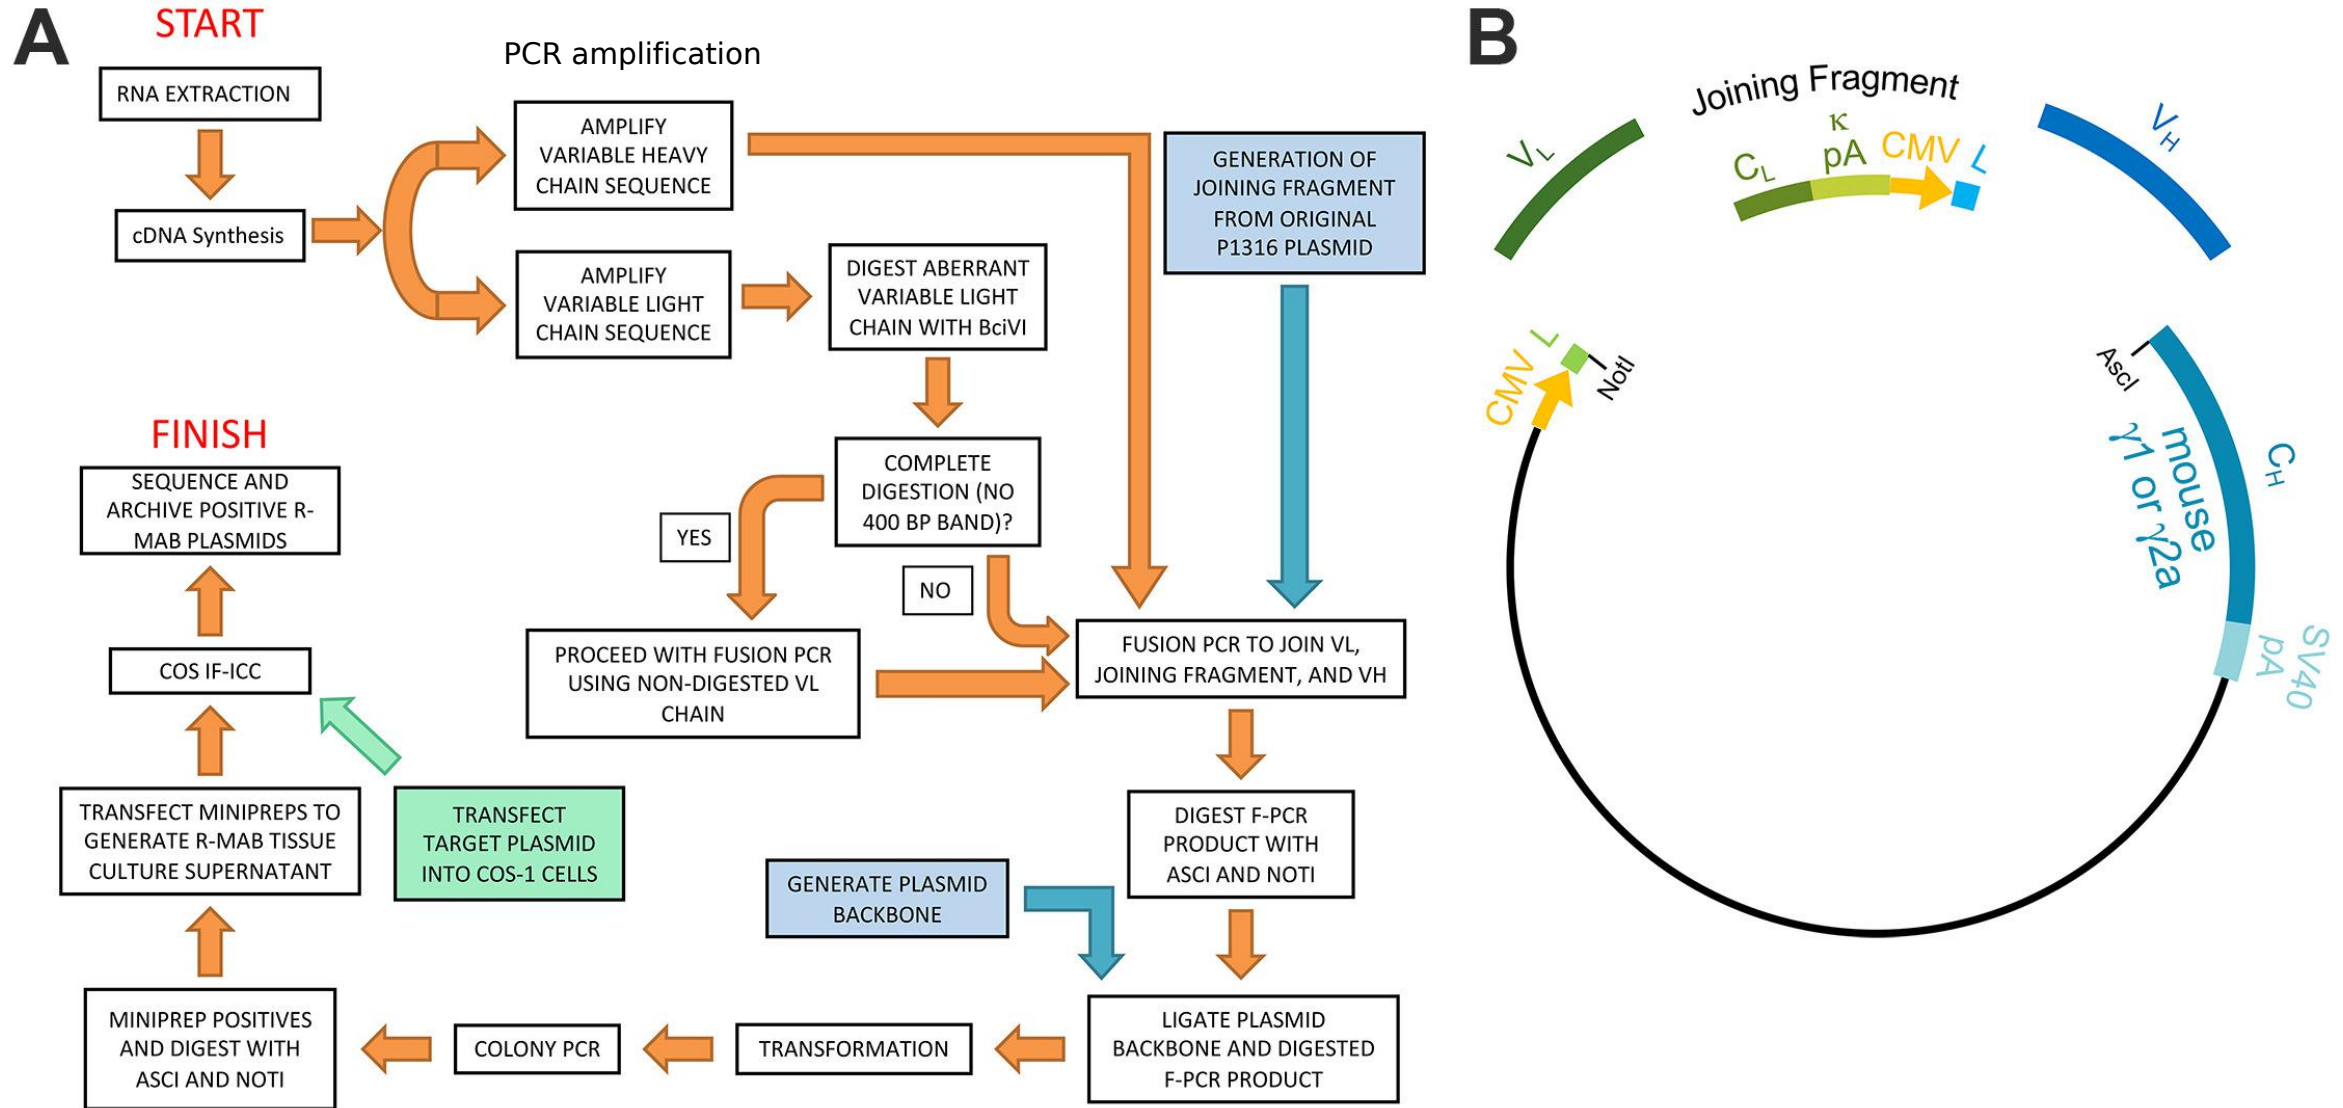 A
START
PCR amplification
RNA EXTRACTION
cDNA Synthesis
AMPLIFY
VARIABLE HEAVY
CHAIN SEQUENCE
AMPLIFY
VARIABLE LIGHT
CHAIN SEQUENCE
DIGEST ABERRANT
VARIABLE LIGHT
CHAIN WITH BciVI
GENERATION OF
JOINING FRAGMENT
FROM ORIGINAL
P1316 PLASMID
COMPLETE
DIGESTION (NO
400 BP BAND)?
YES
NO
PROCEED WITH FUSION PCR
USING NON-DIGESTED VL
CHAIN
FUSION PCR TO JOIN VL,
JOINING FRAGMENT, AND VH
DIGEST F-PCR
PRODUCT WITH
ASCI AND NOTI
GENERATE PLASMID
BACKBONE
LIGATE PLASMID
BACKBONE AND DIGESTED
F-PCR PRODUCT
TRANSFORMATION
COLONY PCR
MINIPREP POSITIVES
AND DIGEST WITH
ASCI AND NOTI
TRANSFECT MINIPREPS TO
GENERATE R-MAB TISSUE
CULTURE SUPERNATANT
TRANSFECT
TARGET PLASMID
INTO COS-1 CELLS
COS IF-ICC
SEQUENCE AND
ARCHIVE POSITIVE R-
MAB PLASMIDS
FINISH
B
Joining Fragment
VL
CL
κ
pA
CMV
L
VH
CMV
L
NotI
AscI
CH
mouse
γ1 or γ2a
SV40
pA